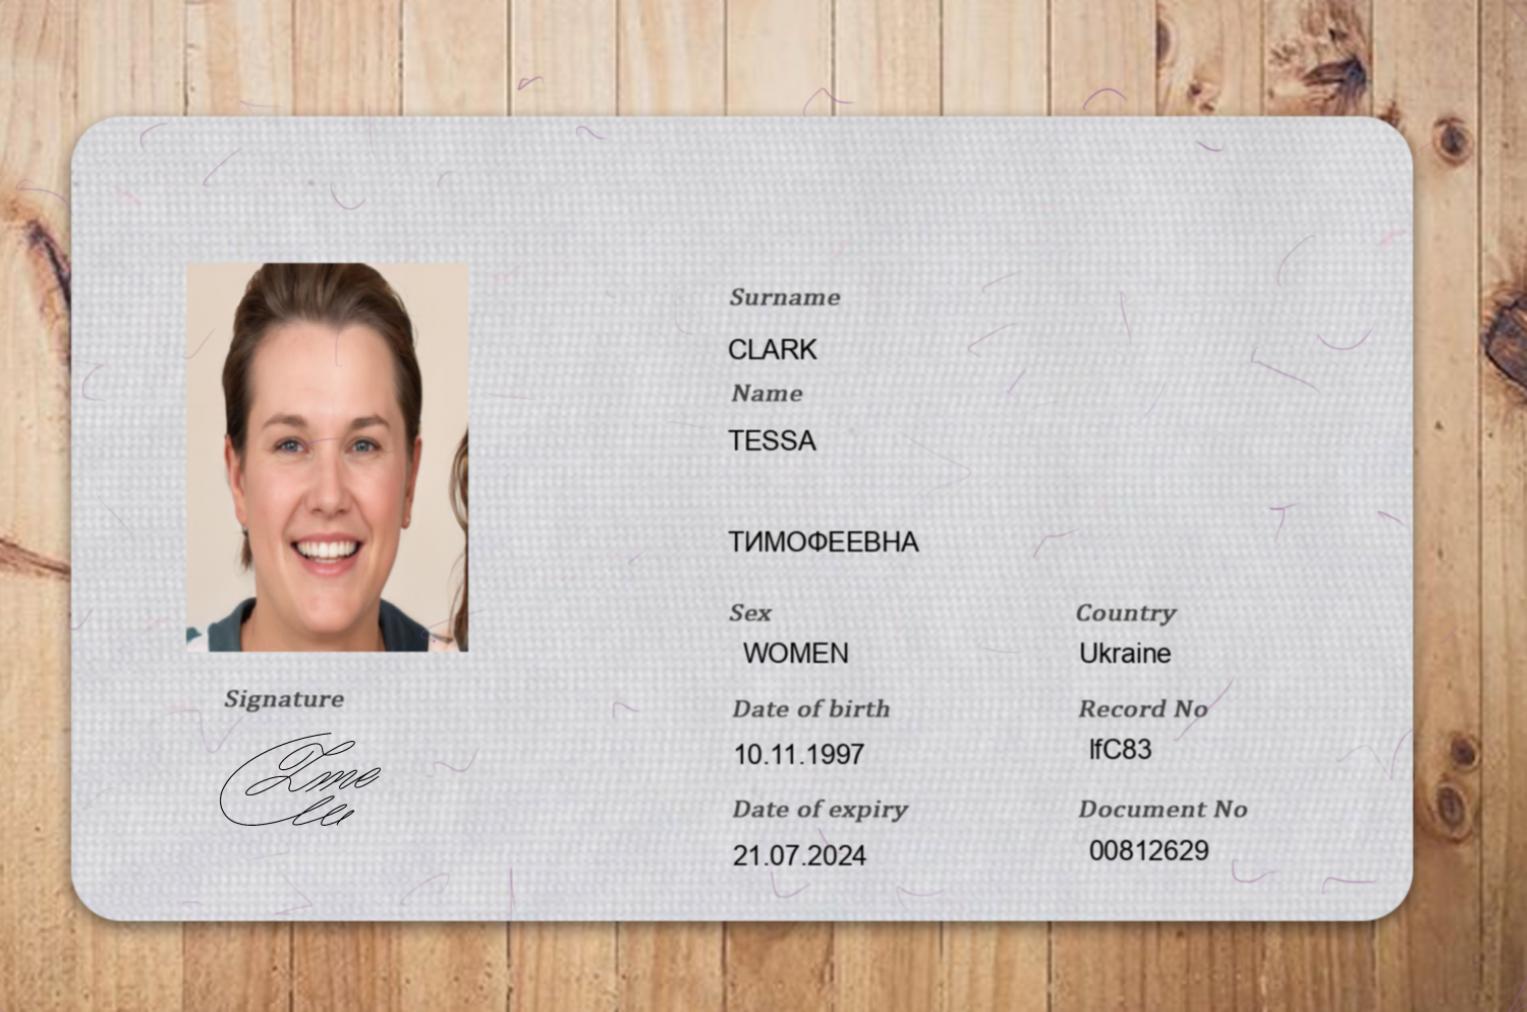 Surname
CLARK
Name
TESSA
ТИМОФЕЕВНА
Sex
Country
WOMEN
Ukraine
Date of birth
Record No
10.11.1997
IfC83
Date of expiry
Document No
21.07.2024
00812629
Signature